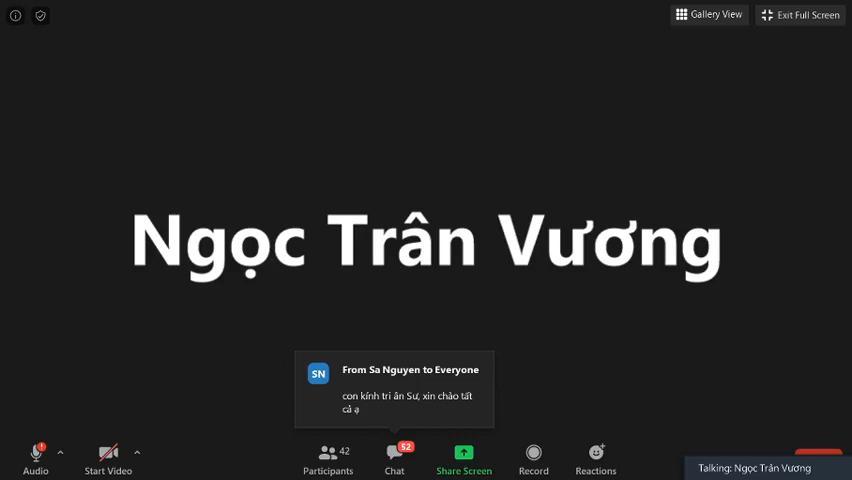 Gallery View
Exit Full Screen
Ngọc Trân Vương
SN
From Sa Nguyen to Everyone
con kính tri ân Sư, xin chào tất
cả ạ
42
52
Audio
Start Video
Participants
Chat
Share Screen
Record
Reactions
Talking: Ngọc Trân Vương